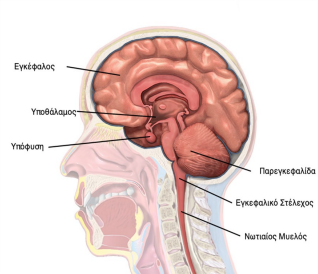 Εγκέφαλος
Υποθάλαμος
Υπόφυση
Παρεγκεφαλίδα
Εγκεφαλικό Στέλεχος
Νωτιαίος Μυελός